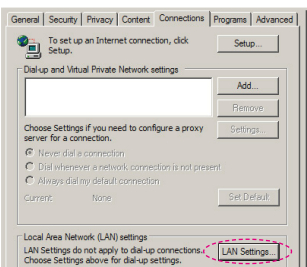 General Security Privacy Content Connections Programs Advanced
To set up an Internet connection, click
Setup.
Setup...
Dial-up and Virtual Private Network settings
Add...
Remove
Choose Settings if you need to configure a proxy
server for a connection.
Settings...
Never dial a connection
Dial whenever a network connection is not present
Always dial my default connection
Current: None
Set Default
Local Area Network (LAN) settings
LAN Settings do not apply to dial-up connections.
Choose Settings above for dial-up settings.
LAN Settings...